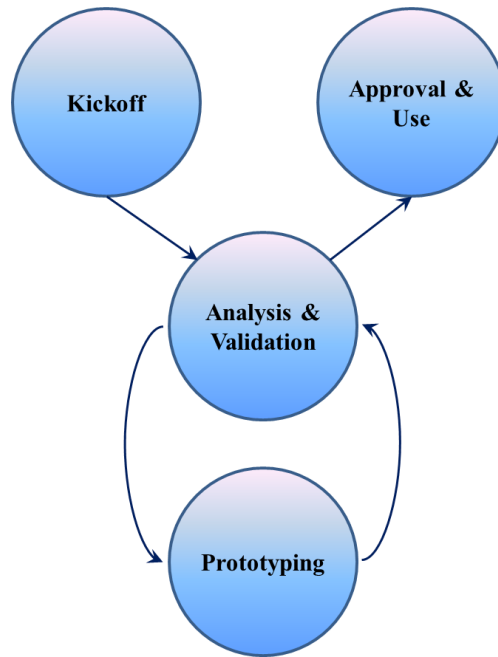 Kickoff
Approval &
Use
Analysis &
Validation
Prototyping